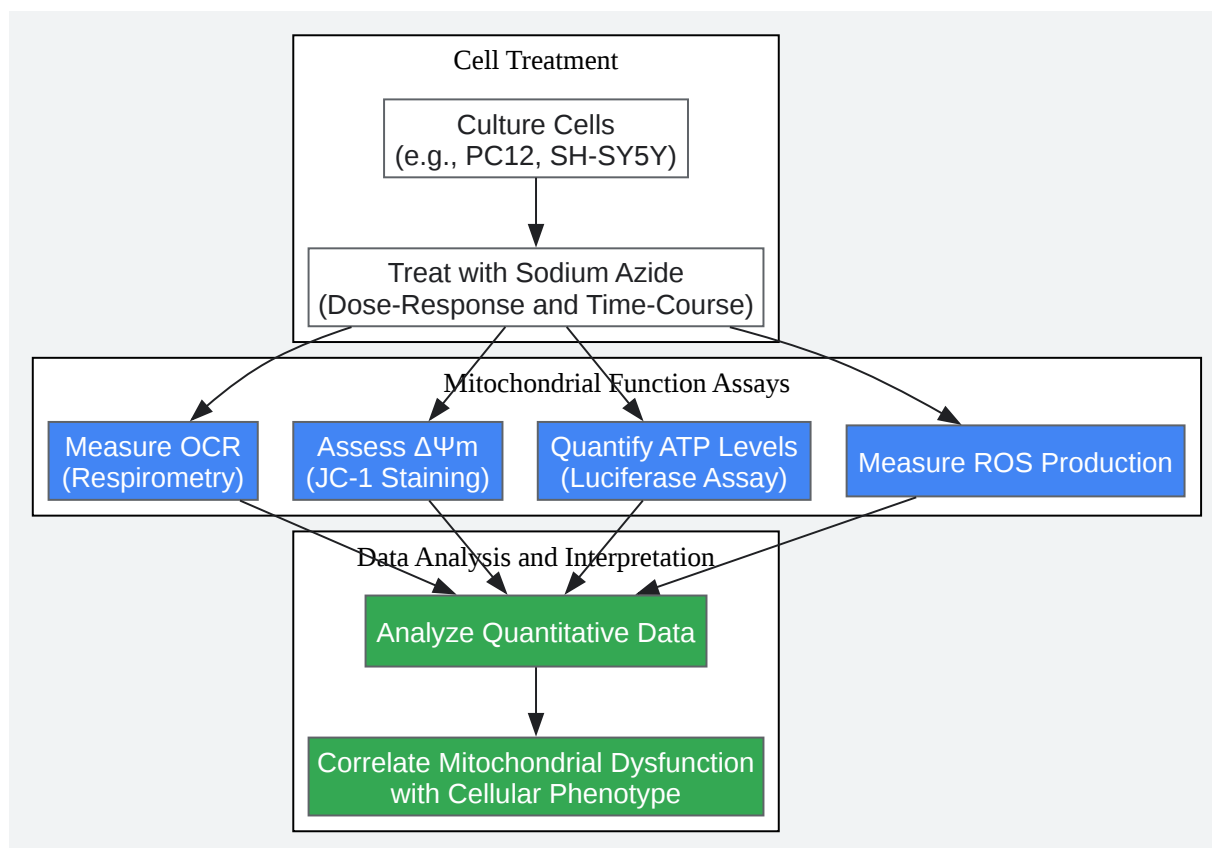 Cell Treatment
Culture Cells
(e.g., PC12, SH-SY5Y)
Treat with Sodium Azide
(Dose-Response and Time-Course)
Mitochondrial Function Assays
Measure OCR
(Respirometry)
Assess ΔΨm
(JC-1 Staining)
Quantify ATP Levels
(Luciferase Assay)
Measure ROS Production
Data Analysis and Interpretation
Analyze Quantitative Data
Correlate Mitochondrial Dysfunction
with Cellular Phenotype